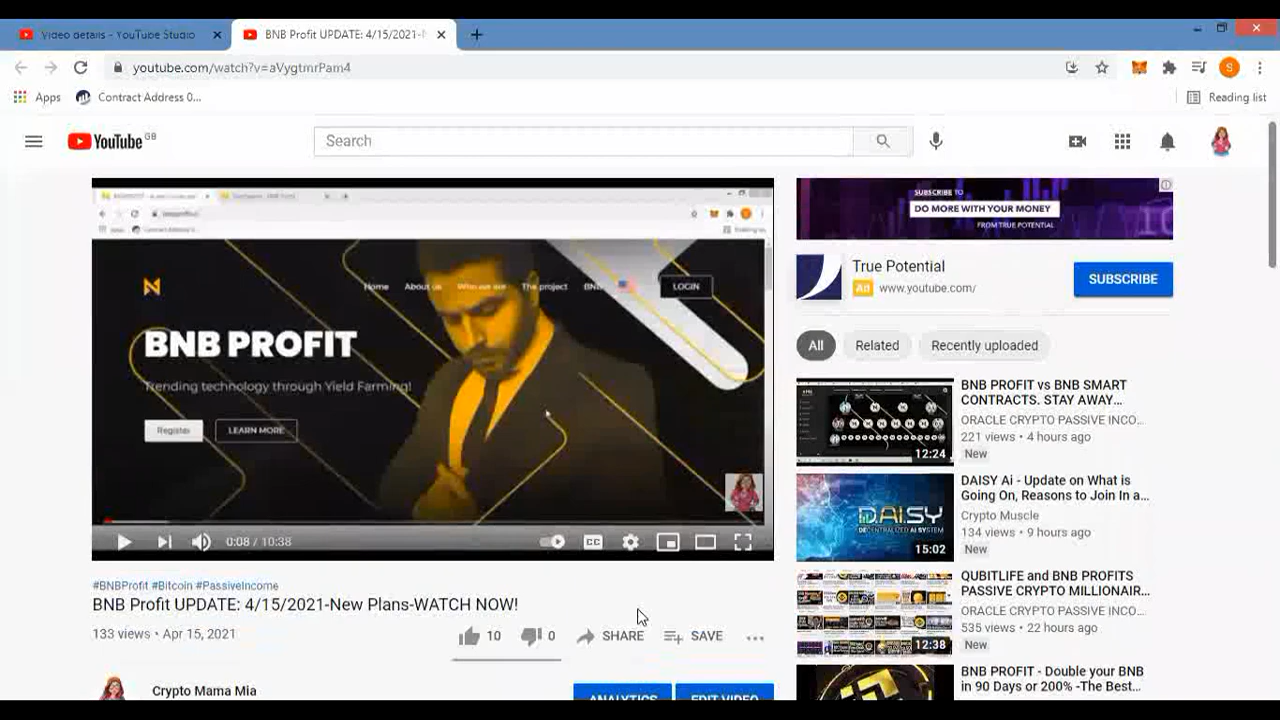 Video details - YouTube Studio
BNB Profit UPDATE: 4/15/2021-
youtube.com/watch?v=aVygtmrPam4
Apps
Contract Address 0...
Reading list
YouTube GB
Search
S
BNB PROFIT
Trending technology through Yield Farming!
Home
About us
Who we are
The project
BNB
LOGIN
Register
LEARN MORE
0:08 / 10:38
CC
#BNBProfit #Bitcoin #PassiveIncome
BNB Profit UPDATE: 4/15/2021-New Plans-WATCH NOW!
133 views • Apr 15, 2021
10
0
SHARE
SAVE
Crypto Mama Mia
ANALYTICS
EDIT VIDEO
SUBSCRIBE TO
DO MORE WITH YOUR MONEY
FROM TRUE POTENTIAL
True Potential
Ad www.youtube.com/
SUBSCRIBE
All
Related
Recently uploaded
BNB PROFIT vs BNB SMART
CONTRACTS. STAY AWAY...
ORACLE CRYPTO PASSIVE INCO...
221 views • 4 hours ago
New
12:24
DAISY Ai - Update on What is
Going On, Reasons to Join In a...
Crypto Muscle
134 views • 9 hours ago
New
DAISY
DECENTRALIZED AI SYSTEM
15:02
QUBITLIFE and BNB PROFITS
PASSIVE CRYPTO MILLIONAIR...
ORACLE CRYPTO PASSIVE INCO...
535 views • 22 hours ago
New
12:38
BNB PROFIT - Double your BNB
in 90 Days or 200% -The Best...